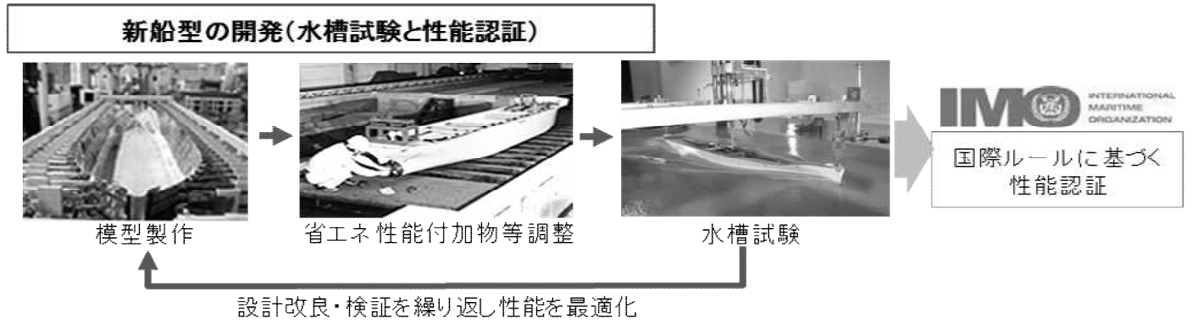 新船型の開発(水槽試験と性能認証)
IMO
INTERNATIONAL
MARITIME
ORGANIZATION
国際ルールに基づく
性能認証
模型製作
省エネ性能付加物等調整
水槽試験
設計改良・検証を繰り返し性能を最適化